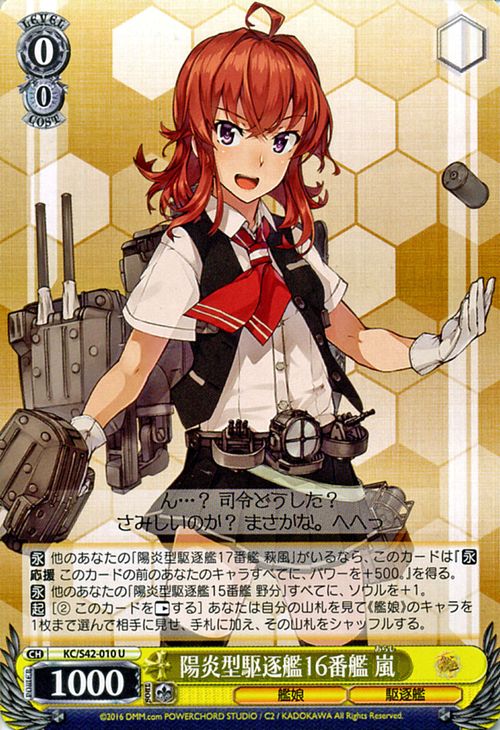 LEVEL
0
0
COST
ん…? 司令どうした?
さみしいのか? まさかな。へへっ
永 他のあなたの「陽炎型駆逐艦17番艦 萩風」がいるなら、このカードは『永
応援 このカードの前のあなたのキャラすべてに、パワーを+500。』を得る。
永 他のあなたの「陽炎型駆逐艦15番艦 野分」すべてに、ソウルを+1。
起 [② このカードを する] あなたは自分の山札を見て《艦娘》のキャラを
1枚まで選んで相手に見せ、手札に加え、その山札をシャッフルする。
CH KC/S42-010 U
あらし
陽炎型駆逐艦16番艦 嵐
POWER 1000 SOUL
艦娘 駆逐艦
©2016 DMM.com POWERCHORD STUDIO / C2 / KADOKAWA All Rights Reserved.